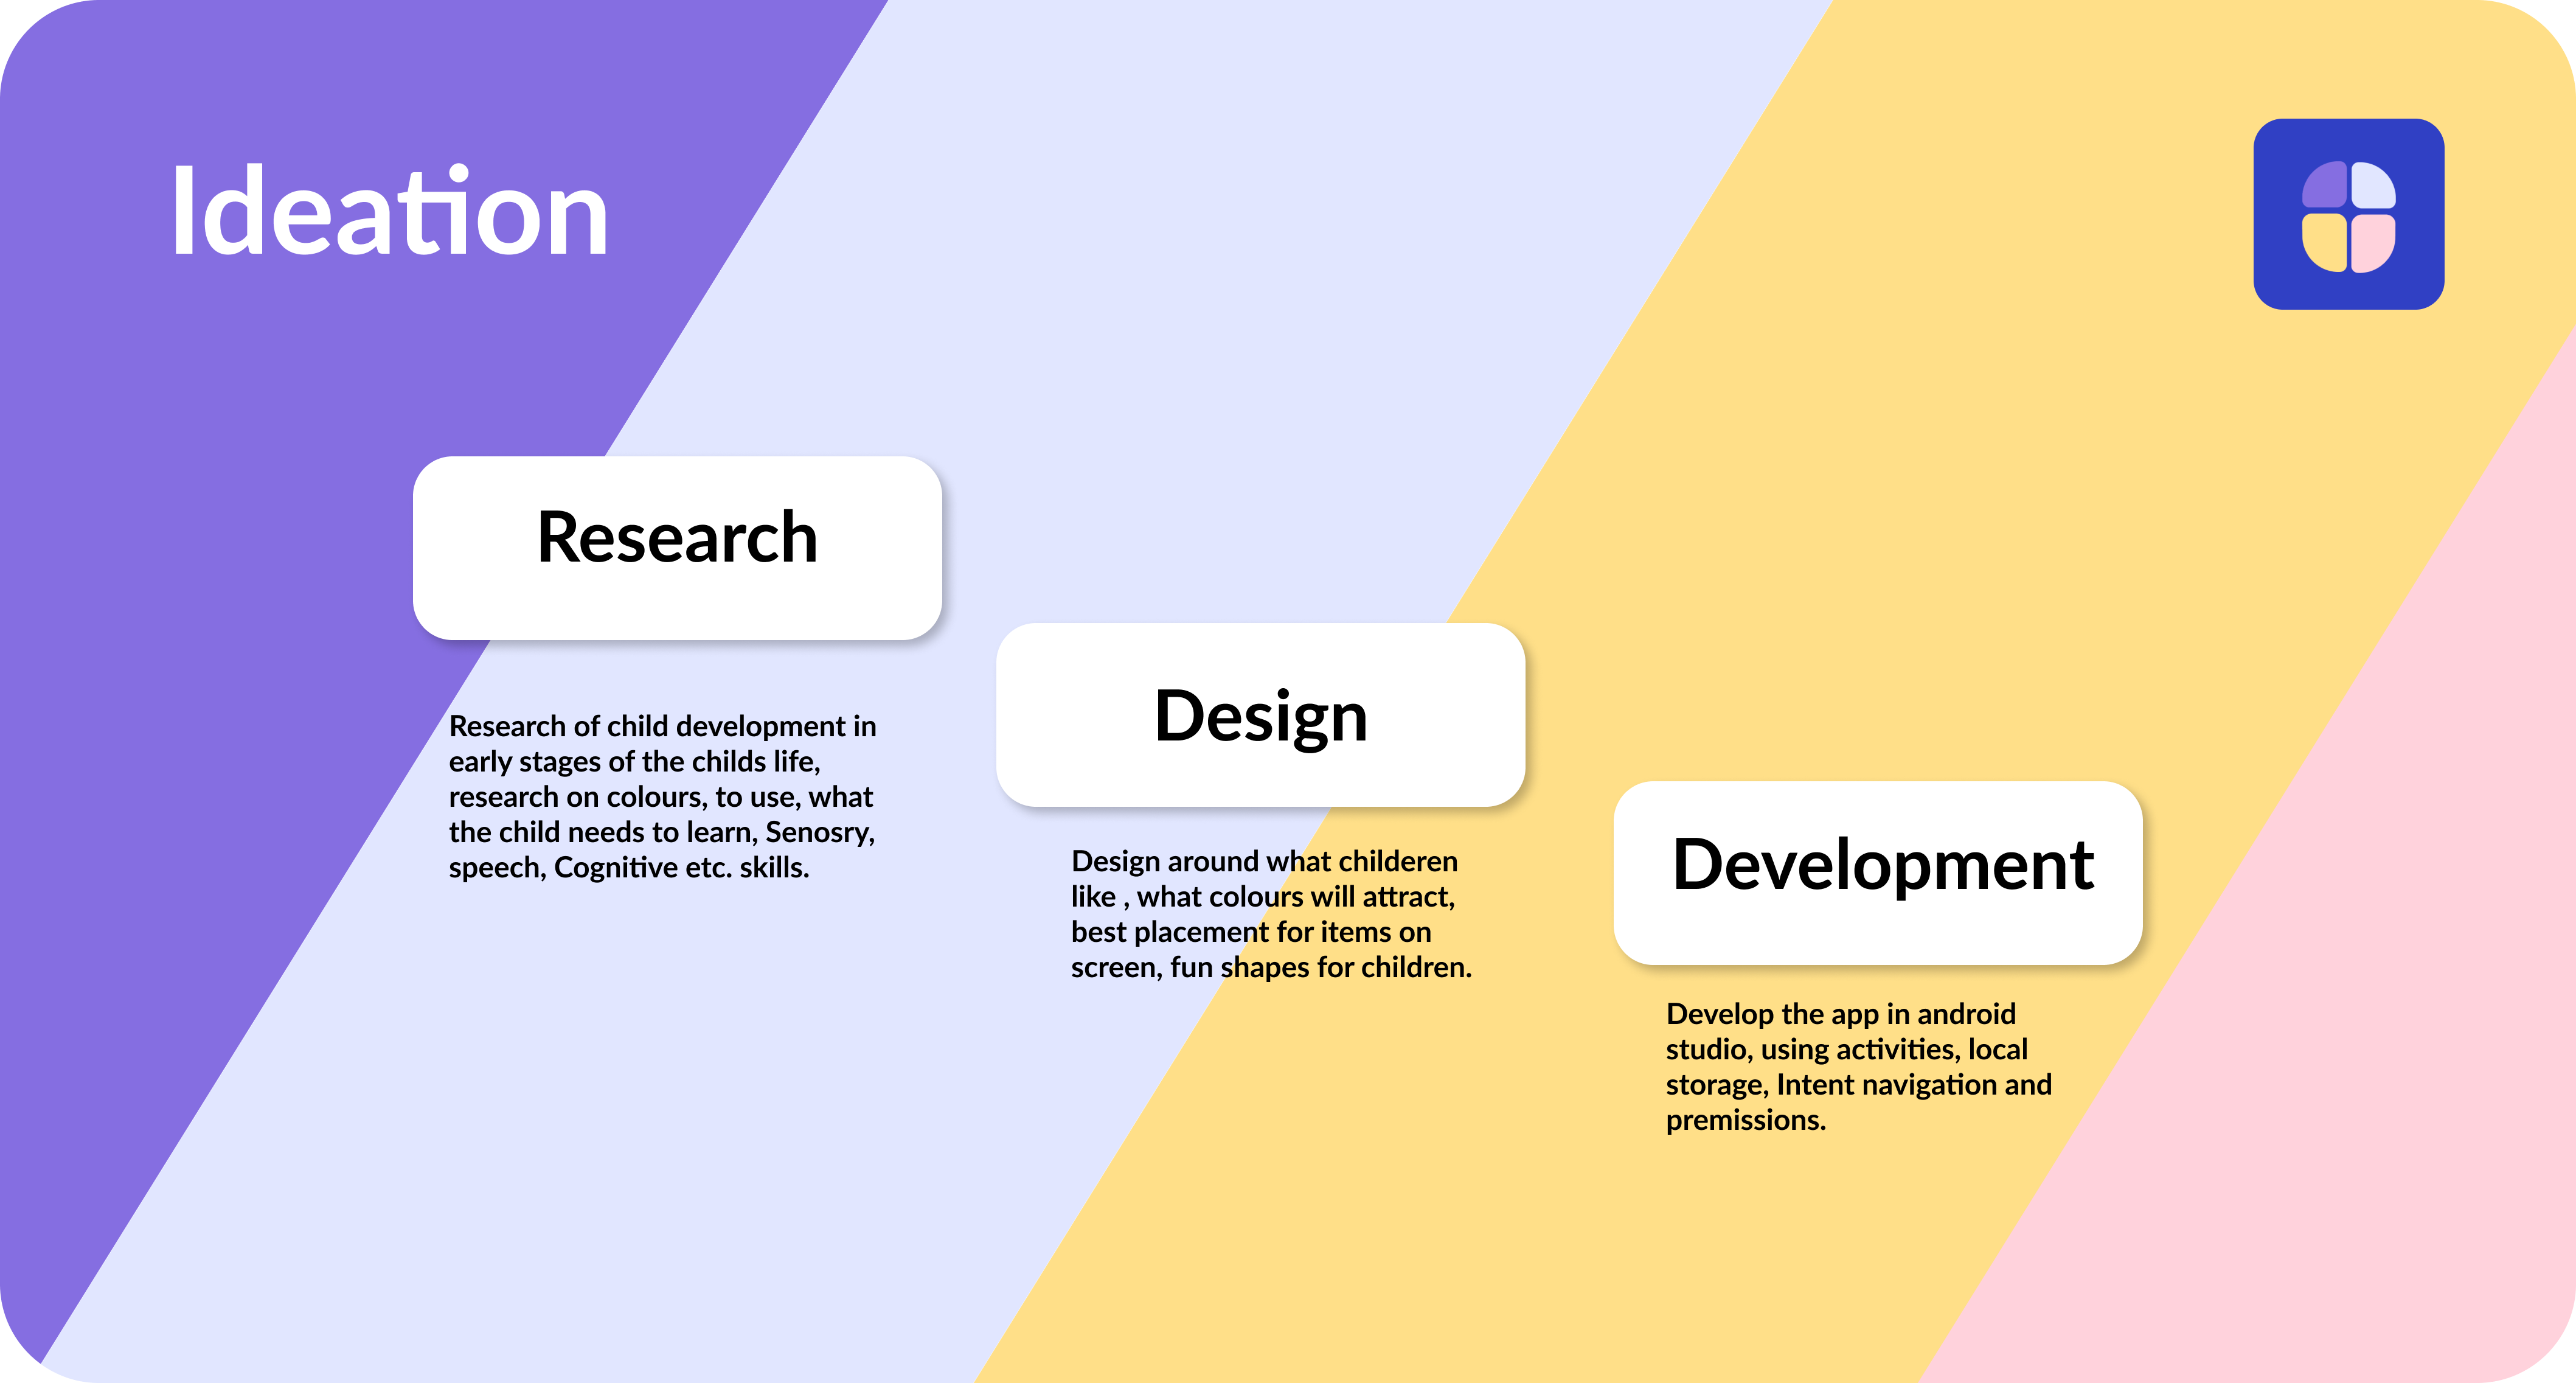 Ideation
Research
Research of child development in
early stages of the childs life,
research on colours, to use, what
the child needs to learn, Senosry,
speech, Cognitive etc. skills.
Design
Design around what childeren
like , what colours will attract,
best placement for items on
screen, fun shapes for children.
Development
Develop the app in android
studio, using activities, local
storage, Intent navigation and
premissions.